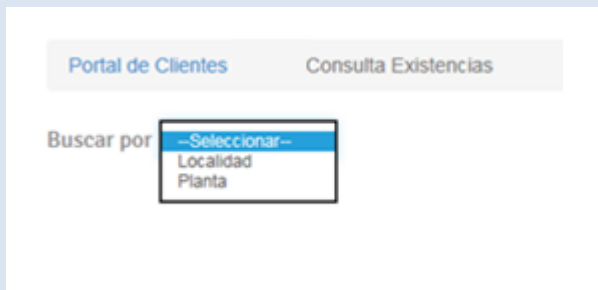 Portal de Clientes Consulta Existencias
Buscar por --Seleccionar--
Localidad
Planta